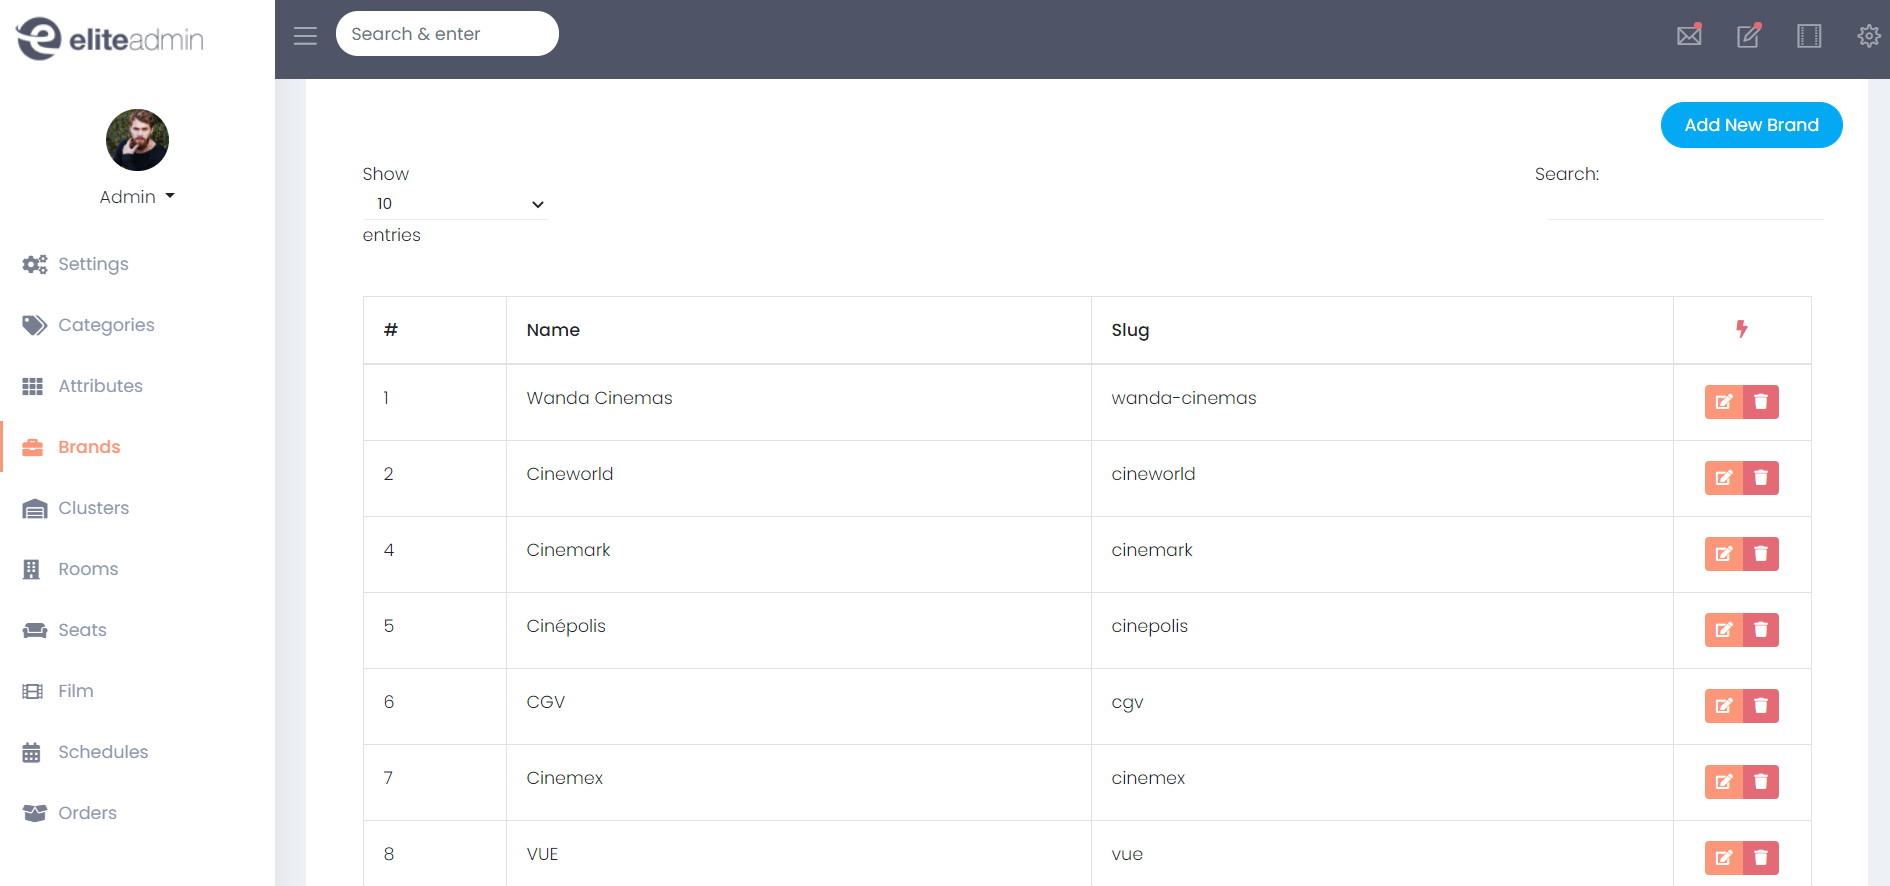 eliteadmin
Search & enter
Admin
Settings
Categories
Attributes
Brands
Clusters
Rooms
Seats
Film
Schedules
Orders
Add New Brand
Show
10
entries
Search:
# Name Slug
1 Wanda Cinemas wanda-cinemas
2 Cineworld cineworld
4 Cinemark cinemark
5 Cinépolis cinepolis
6 CGV cgv
7 Cinemex cinemex
8 VUE vue